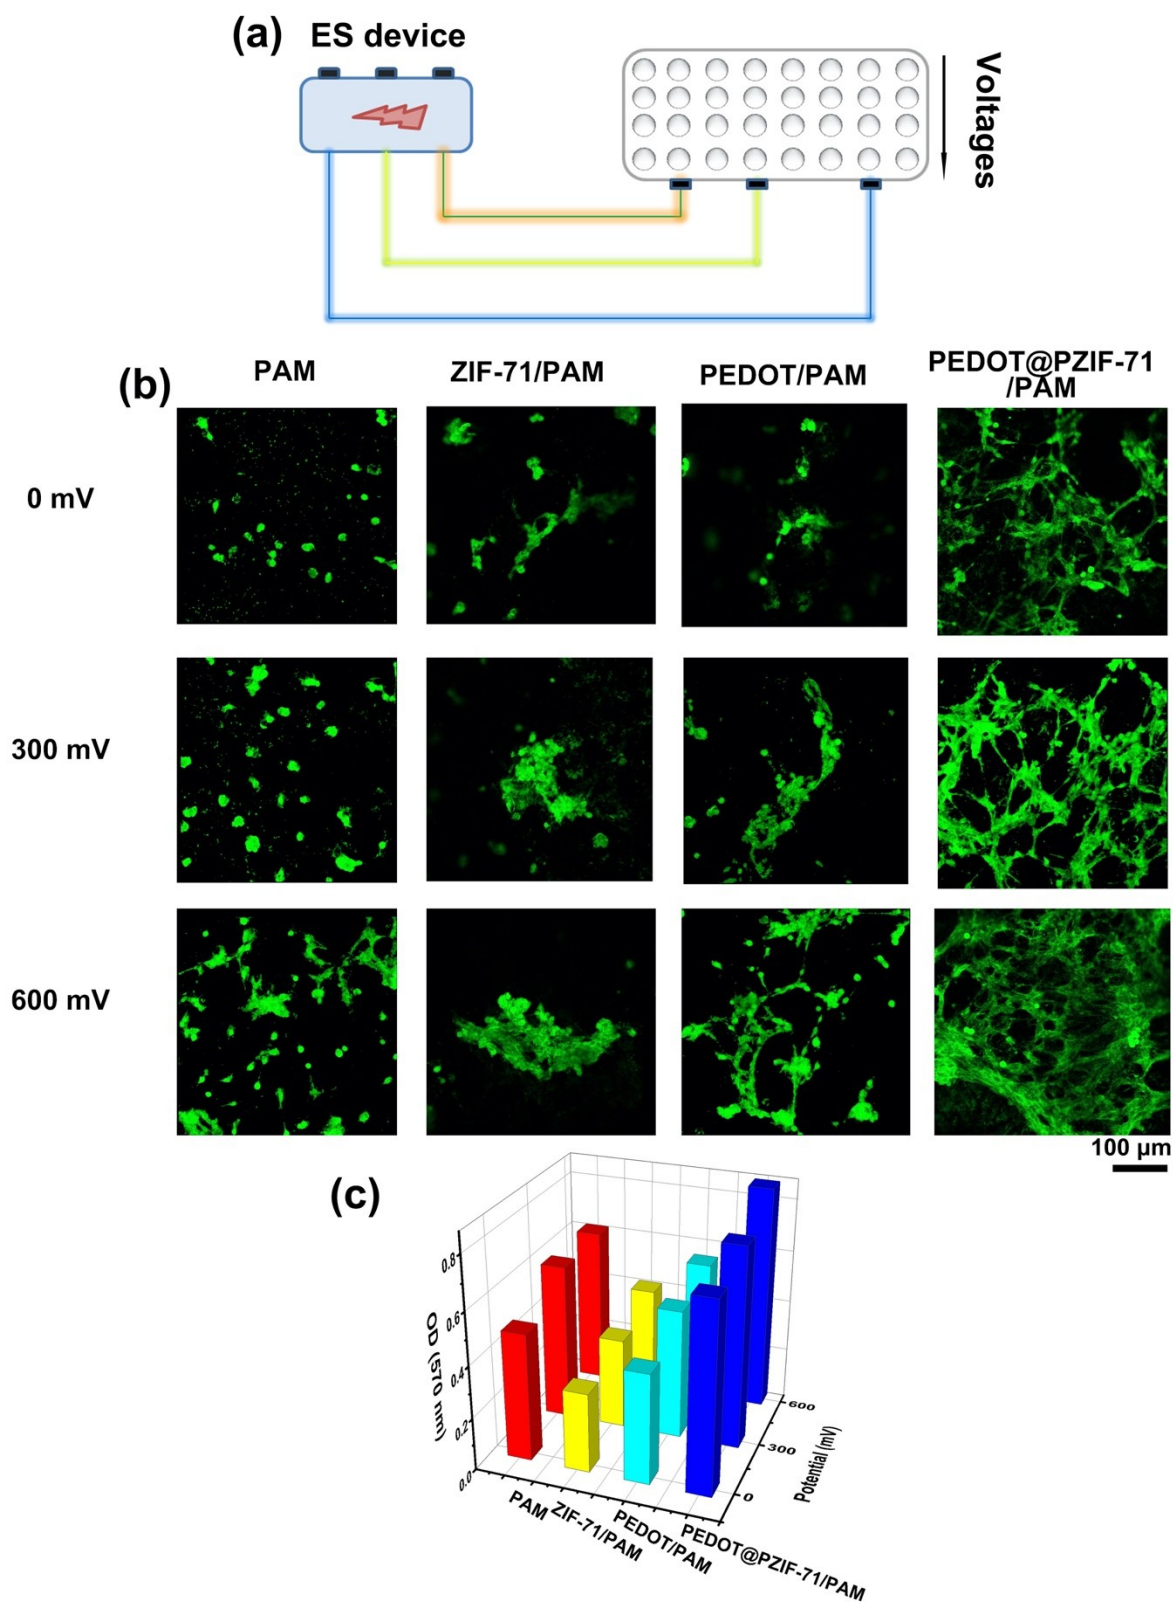 (a) ES device
Voltages
(b)
PAM
ZIF-71/PAM
PEDOT/PAM
PEDOT@PZIF-71
/PAM
0 mV
300 mV
600 mV
100 µm
(c)
OD (570 nm)
0.8
0.6
0.4
0.2
0.0
PAM
ZIF-71/PAM
PEDOT/PAM
PEDOT@PZIF-71/PAM
0
300
600
Potential (mV)